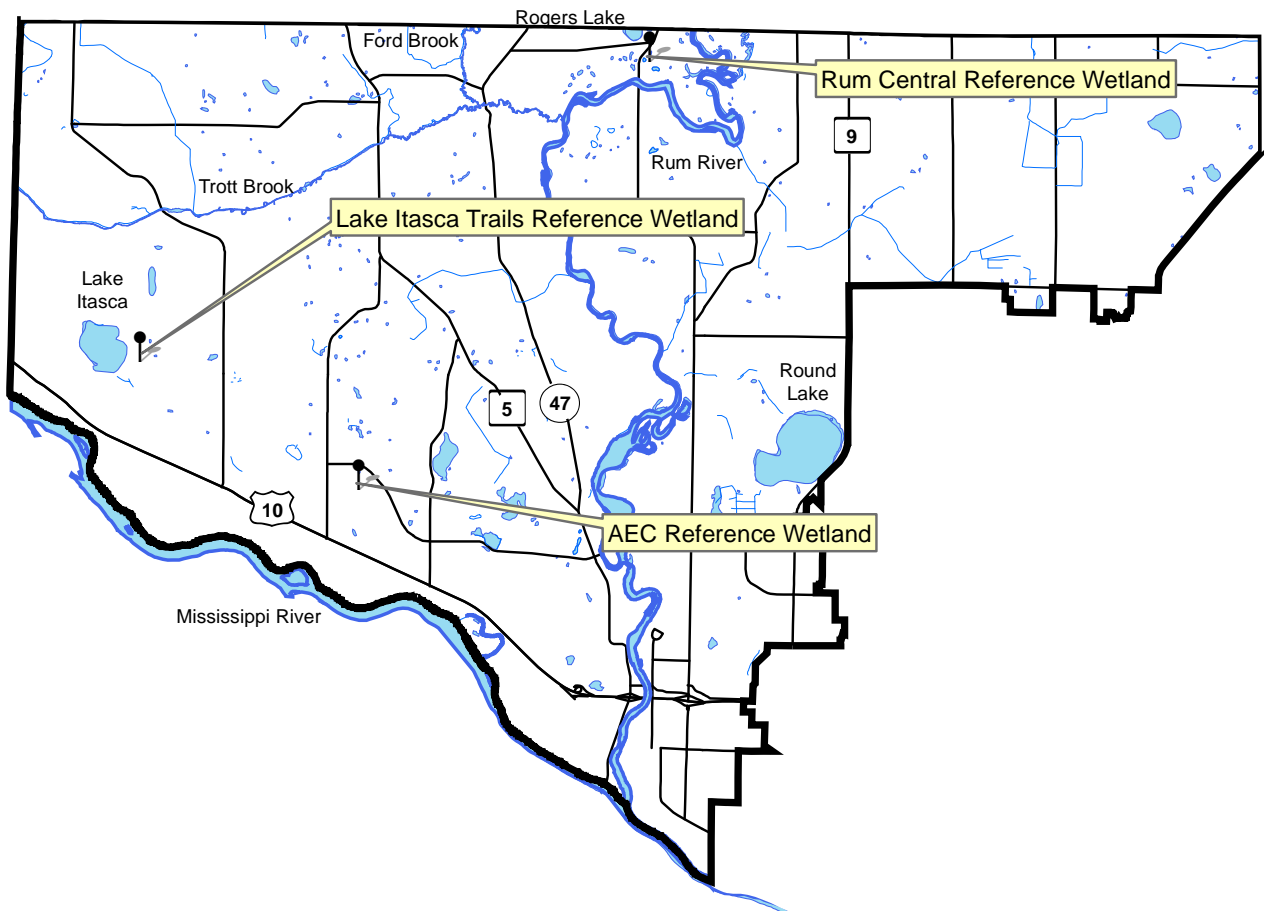 Rogers Lake
Ford Brook
Rum Central Reference Wetland
9
Rum River
Trott Brook
Lake Itasca Trails Reference Wetland
Lake
Itasca
Round
Lake
5
47
10
AEC Reference Wetland
Mississippi River